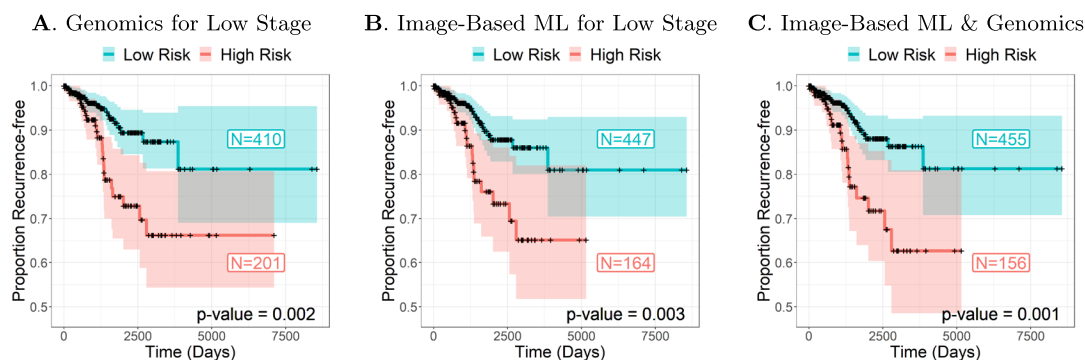 A. Genomics for Low Stage
Low Risk High Risk
Proportion Recurrence-free
1.0
0.9
0.8
0.7
0.6
0.5
N=410
N=201
p-value = 0.002
0 2500 5000 7500
Time (Days)
B. Image-Based ML for Low Stage
Low Risk High Risk
Proportion Recurrence-free
1.0
0.9
0.8
0.7
0.6
0.5
N=447
N=164
p-value = 0.003
0 2500 5000 7500
Time (Days)
C. Image-Based ML & Genomics
Low Risk High Risk
Proportion Recurrence-free
1.0
0.9
0.8
0.7
0.6
0.5
N=455
N=156
p-value = 0.001
0 2500 5000 7500
Time (Days)